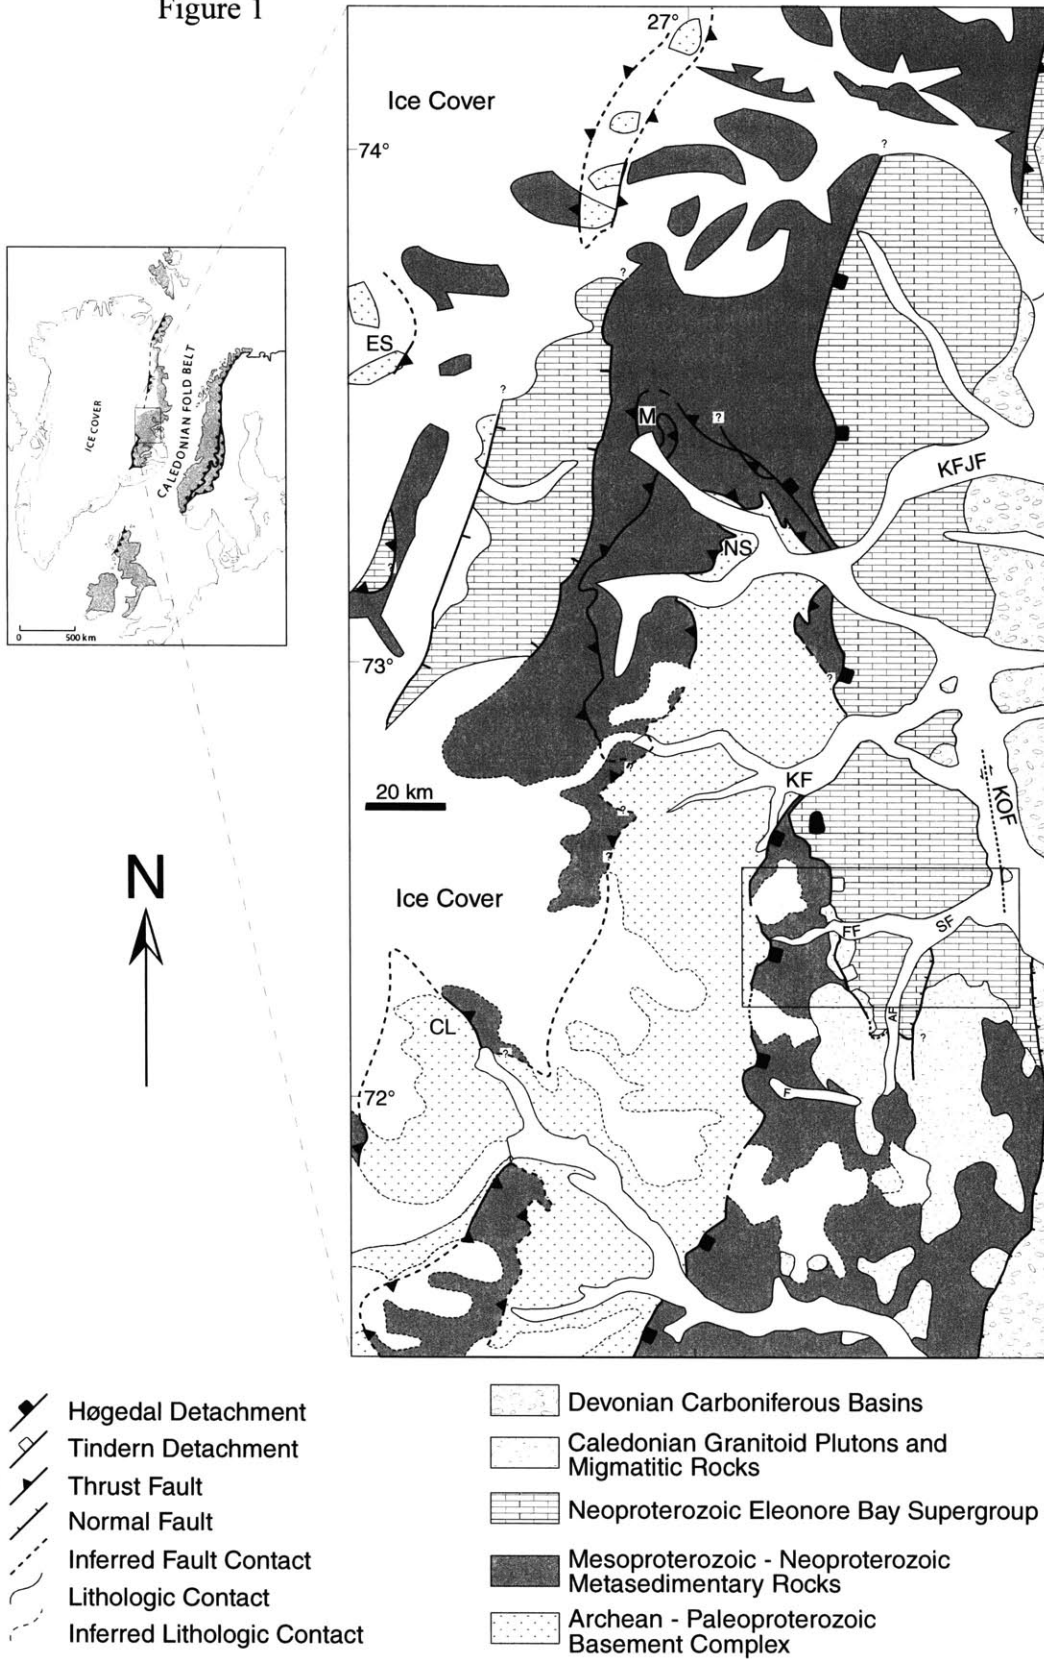 Figure 1
27°
Ice Cover
74°
ES
M
?
KFJF
NS
73°
ICE COVER
CALEDONIAN FOLD BELT
0 500 km
20 km
KF
KOF
N
Ice Cover
FF
SF
AF
CL
F
72°
Høgedal Detachment
Tindern Detachment
Thrust Fault
Normal Fault
Inferred Fault Contact
Lithologic Contact
Inferred Lithologic Contact
Devonian Carboniferous Basins
Caledonian Granitoid Plutons and
Migmatitic Rocks
Neoproterozoic Eleonore Bay Supergroup
Mesoproterozoic - Neoproterozoic
Metasedimentary Rocks
Archean - Paleoproterozoic
Basement Complex